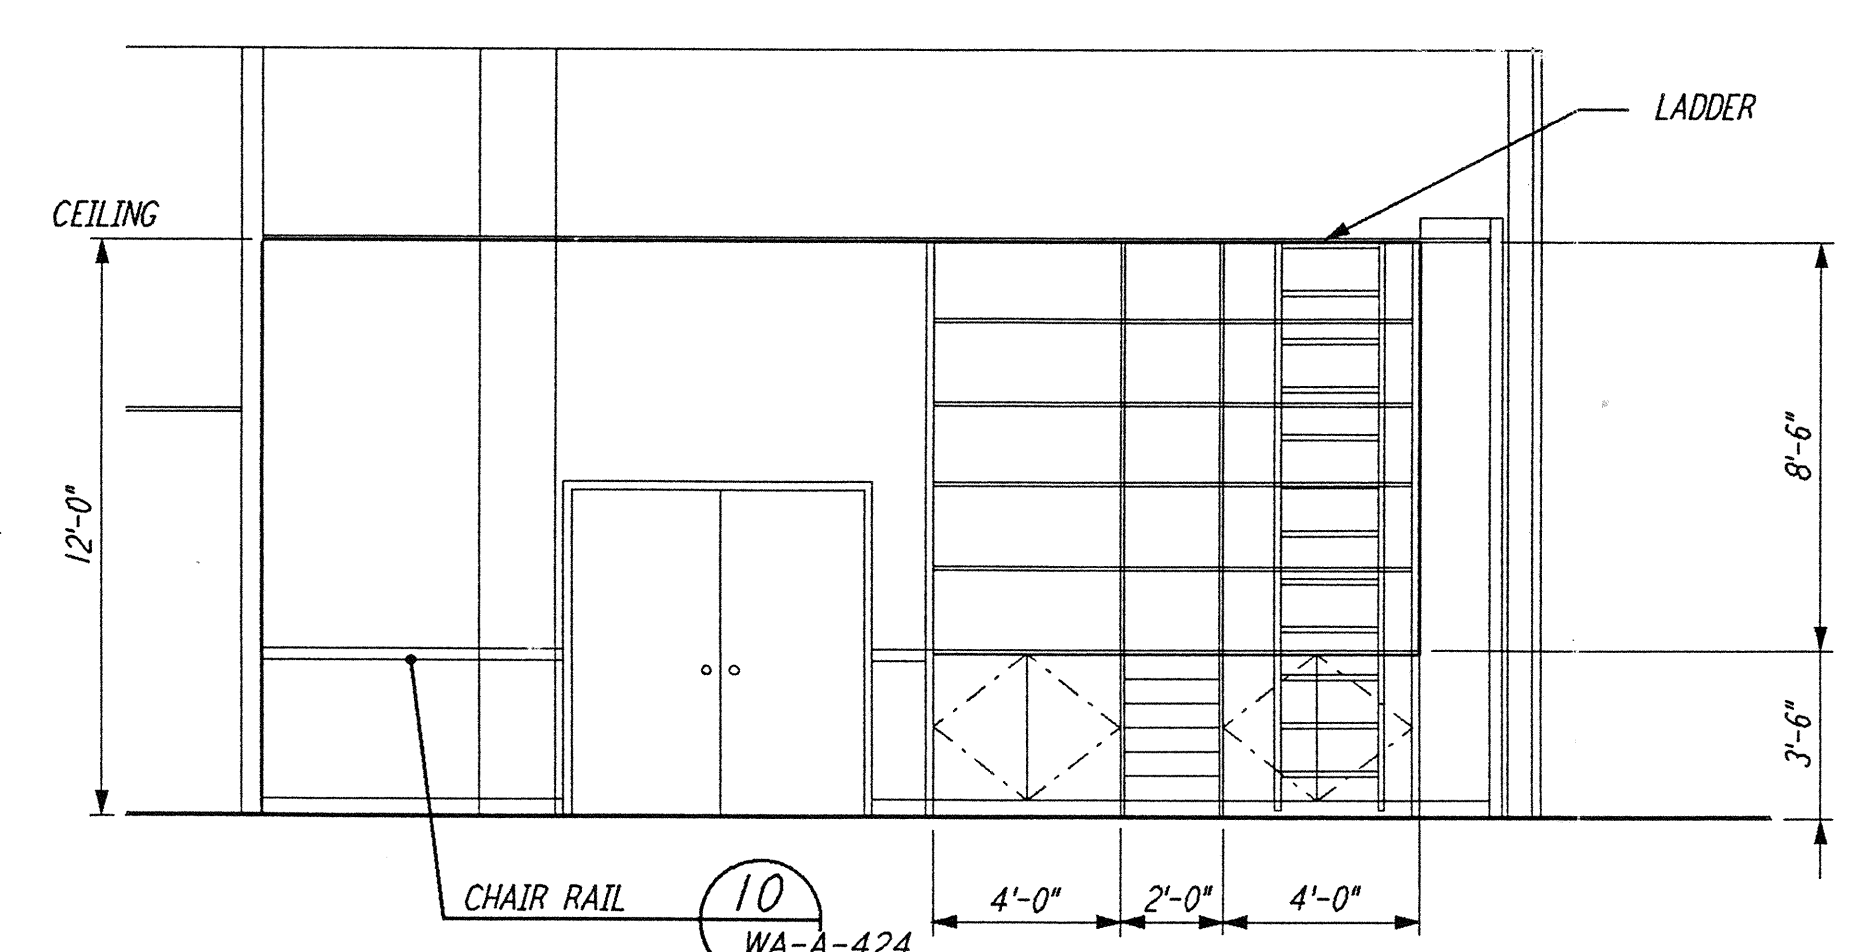 LADDER
CEILING
12'-0"
8'-6"
3'-6"
CHAIR RAIL
10
WA-A-424
4'-0"
2'-0"
4'-0"